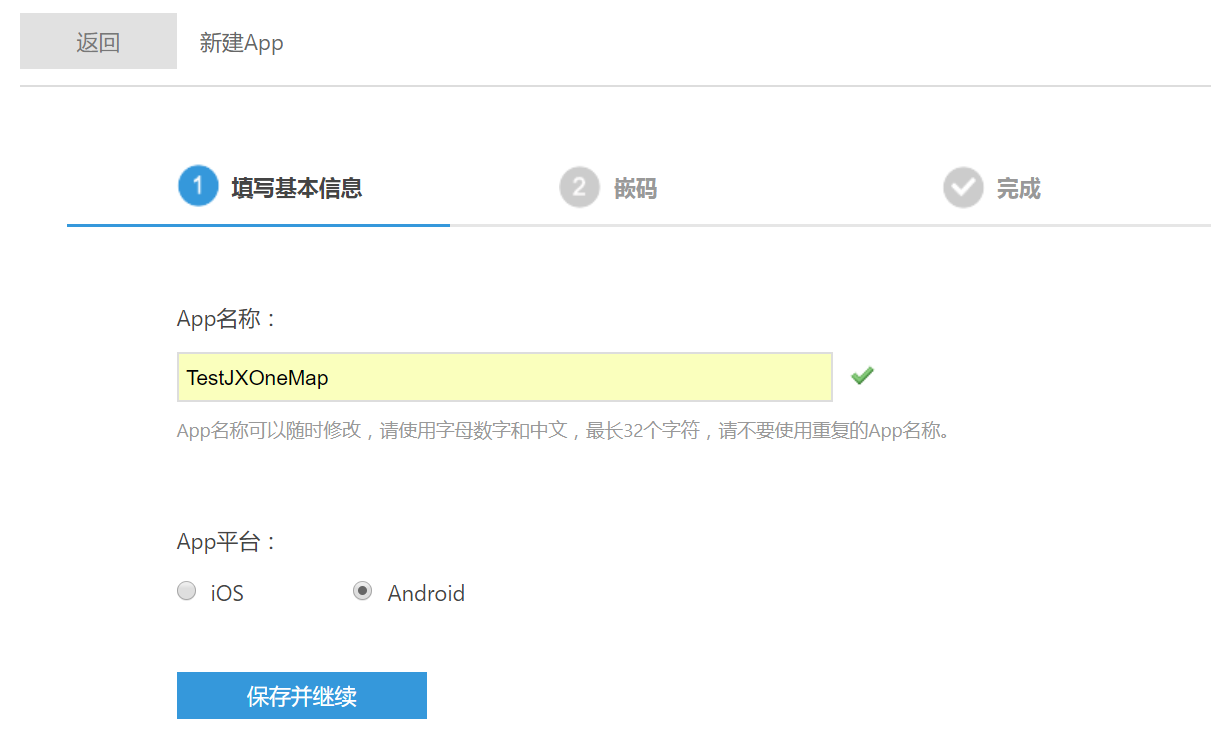 返回 新建App
1 填写基本信息 2 嵌码 完成
App名称：
TestJXOneMap
App名称可以随时修改，请使用字母数字和中文，最长32个字符，请不要使用重复的App名称。
App平台：
iOS Android
保存并继续